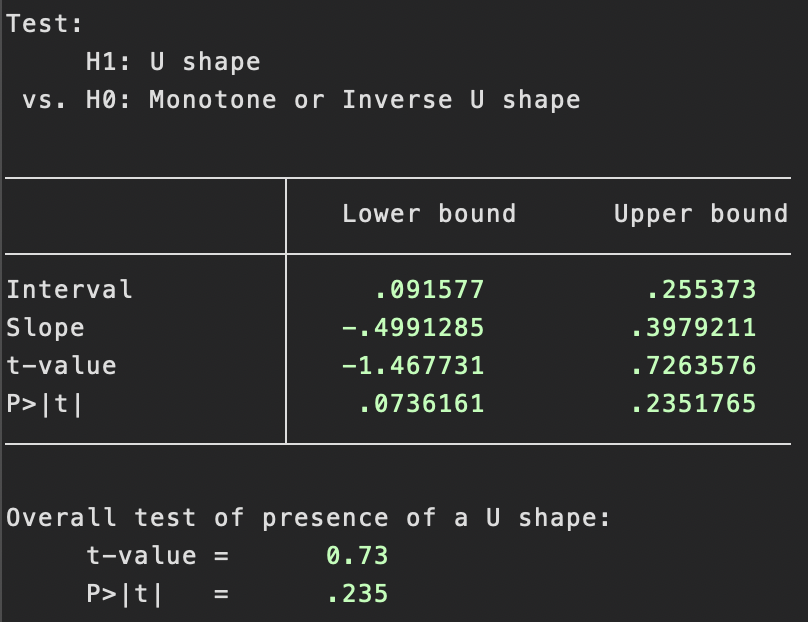 Test:
H1: U shape
vs. H0: Monotone or Inverse U shape
Lower bound Upper bound
Interval .091577 .255373
Slope -.4991285 .3979211
t-value -1.467731 .7263576
P>|t| .0736161 .2351765
Overall test of presence of a U shape:
t-value = 0.73
P>|t| = .235